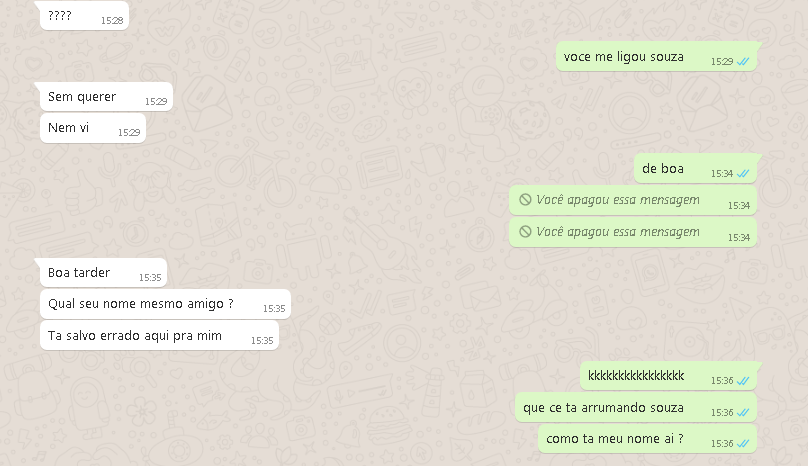 ????
15:28
voce me ligou souza
15:29
Sem querer
15:29
Nem vi
15:29
de boa
15:34
Você apagou essa mensagem
15:34
Você apagou essa mensagem
15:34
Boa tarder
15:35
Qual seu nome mesmo amigo ?
15:35
Ta salvo errado aqui pra mim
15:35
kkkkkkkkkkkkkkkk
15:36
que ce ta arrumando souza
15:36
como ta meu nome ai ?
15:36